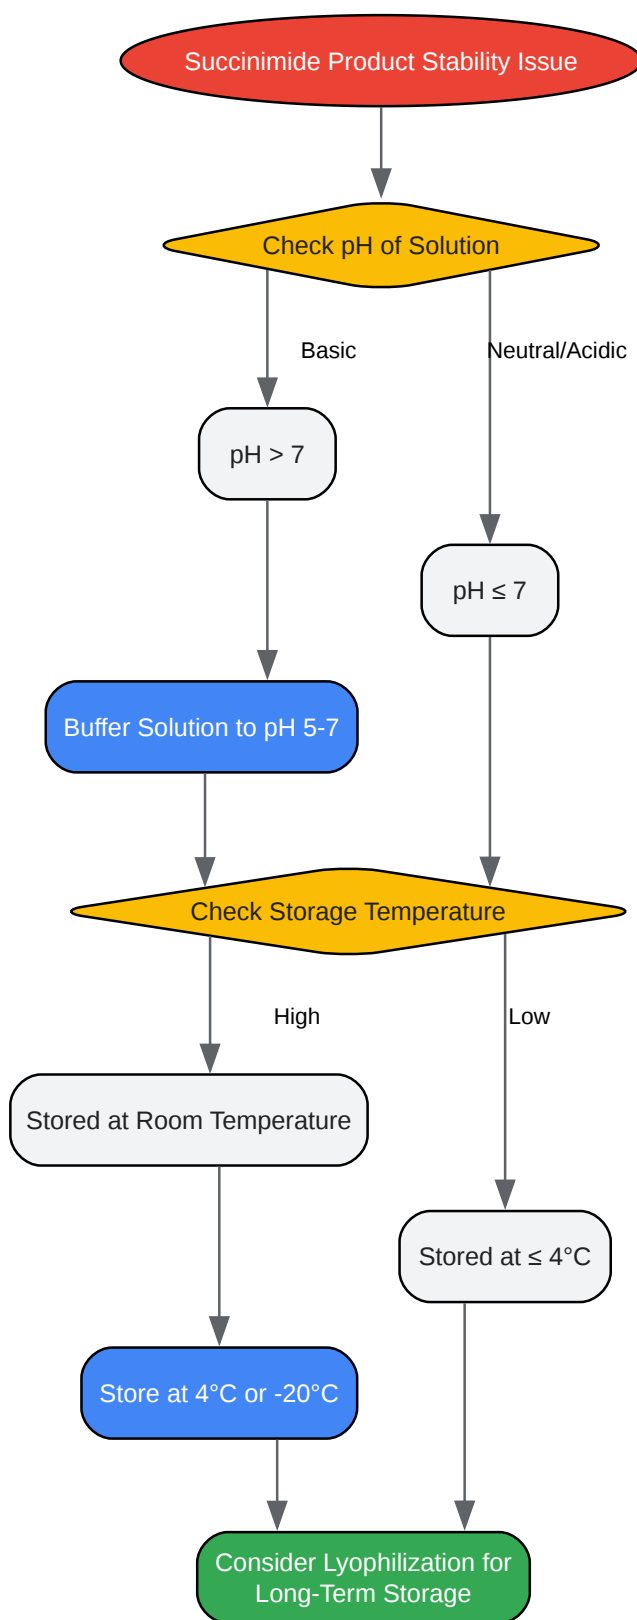 Succinimide Product Stability Issue
Check pH of Solution
Basic
Neutral/Acidic
pH > 7
pH ≤ 7
Buffer Solution to pH 5-7
Check Storage Temperature
High
Low
Stored at Room Temperature
Stored at ≤ 4°C
Store at 4°C or -20°C
Consider Lyophilization for
Long-Term Storage